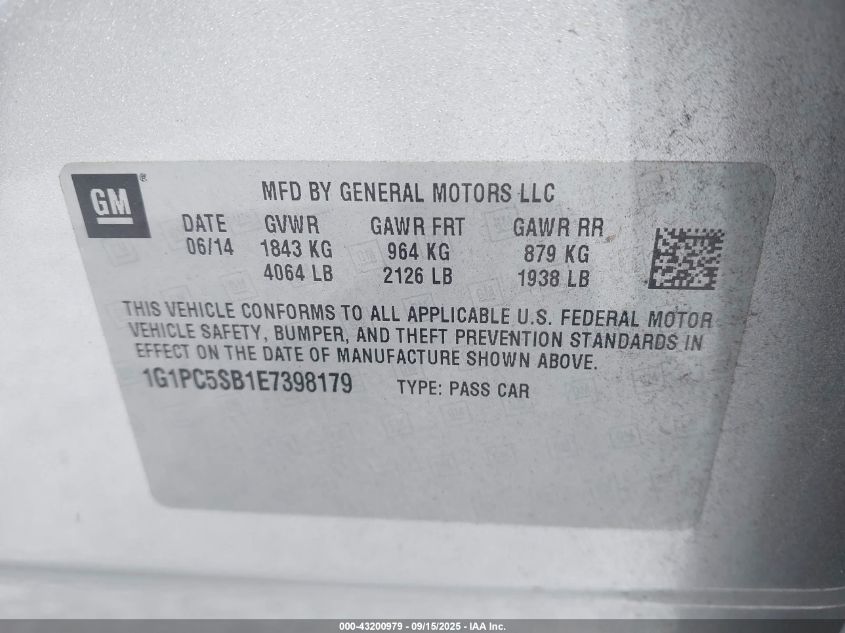 GM®
MFD BY GENERAL MOTORS LLC
DATE GVWR GAWR FRT GAWR RR
06/14 1843 KG 964 KG 879 KG
4064 LB 2126 LB 1938 LB
THIS VEHICLE CONFORMS TO ALL APPLICABLE U.S. FEDERAL MOTOR
VEHICLE SAFETY, BUMPER, AND THEFT PREVENTION STANDARDS IN
EFFECT ON THE DATE OF MANUFACTURE SHOWN ABOVE.
1G1PC5SB1E7398179 TYPE: PASS CAR
000-43200979 - 09/15/2025 - IAA Inc.